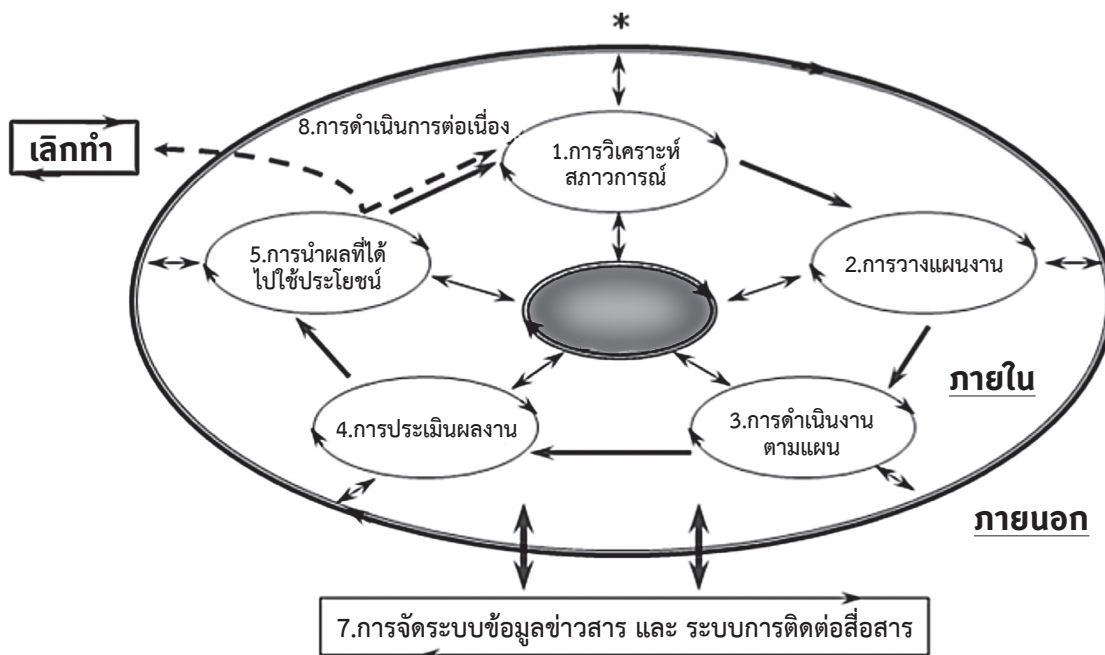 *
8.การดำเนินการต่อเนื่อง
เลิกทำ
1.การวิเคราะห์
สภาวการณ์
5.การนำผลที่ได้
ไปใช้ประโยชน์
2.การวางแผนงาน
ภายใน
4.การประเมินผลงาน
3.การดำเนินงาน
ตามแผน
ภายนอก
7.การจัดระบบข้อมูลข่าวสาร และ ระบบการติดต่อสื่อสาร